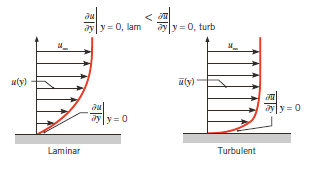 ∂u/∂y|y = 0, lam < ∂ū/∂y|y = 0, turb
u∞ u∞
u(y) ū(y)
∂u/∂y|y = 0 ∂ū/∂y|y = 0
Laminar Turbulent